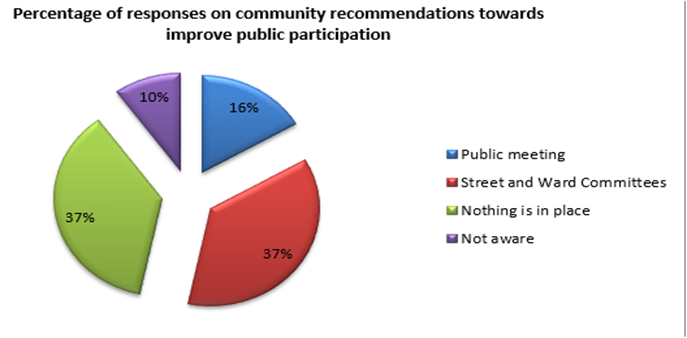 Percentage of responses on community recommendations towards
improve public participation
10%
16%
37%
37%
Public meeting
Street and Ward Committees
Nothing is in place
Not aware